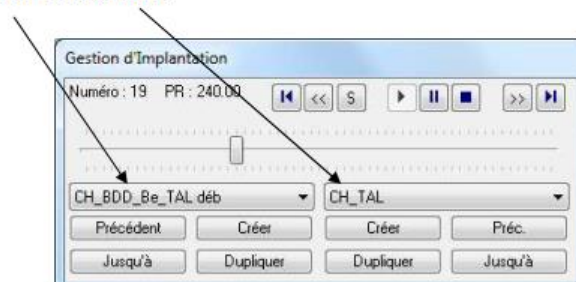 Gestion d'Implantation
Numéro : 19 PR : 240.00 << S >>
CH_BDD_Be_TAL déb CH_TAL
Précédent Créer Créer Préc.
Jusqu'à Dupliquer Dupliquer Jusqu'à